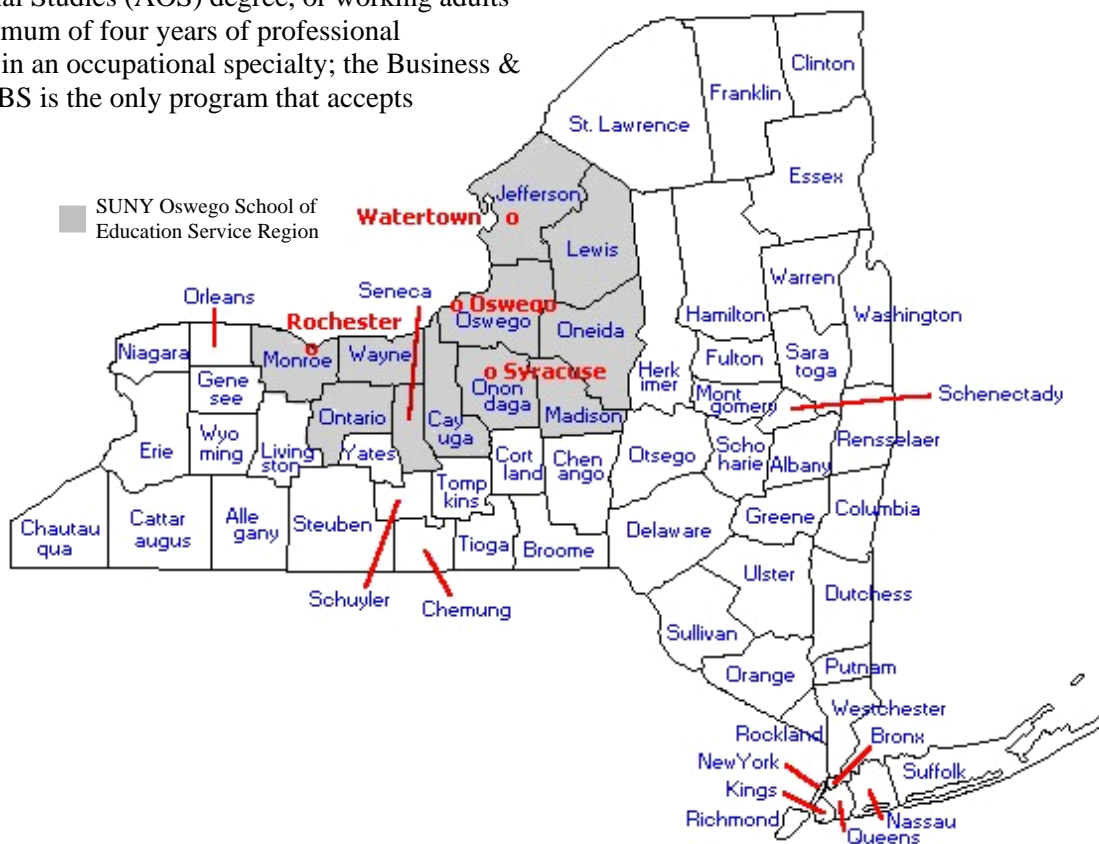 al Studies (AOS) degree, or working adults
mum of four years of professional
in an occupational specialty; the Business &
BS is the only program that accepts
SUNY Oswego School of
Education Service Region
Clinton
Franklin
St. Lawrence
Essex
Jefferson
Watertown
Lewis
Warren
Seneca
Orleans
Oswego
Rochester
Oswego
Oneida
Hamilton
Washington
Niagara
Monroe
Wayne
Fulton
Sara
toga
Herk
imer
Syracuse
Gene
see
Onon
daga
Mont
gomery
Schenectady
Ontario
Cay
uga
Madison
Erie
Wyo
ming
Living
ston
Yates
Cort
land
Chen
ango
Otsego
Scho
harie
Albany
Rensselaer
Tomp
kins
Chautau
qua
Cattar
augus
Alle
gany
Steuben
Tioga
Broome
Delaware
Greene
Columbia
Schuyler
Chemung
Ulster
Dutchess
Sullivan
Orange
Putnam
Westchester
Rockland
Bronx
NewYork
Suffolk
Kings
Richmond
Nassau
Queens